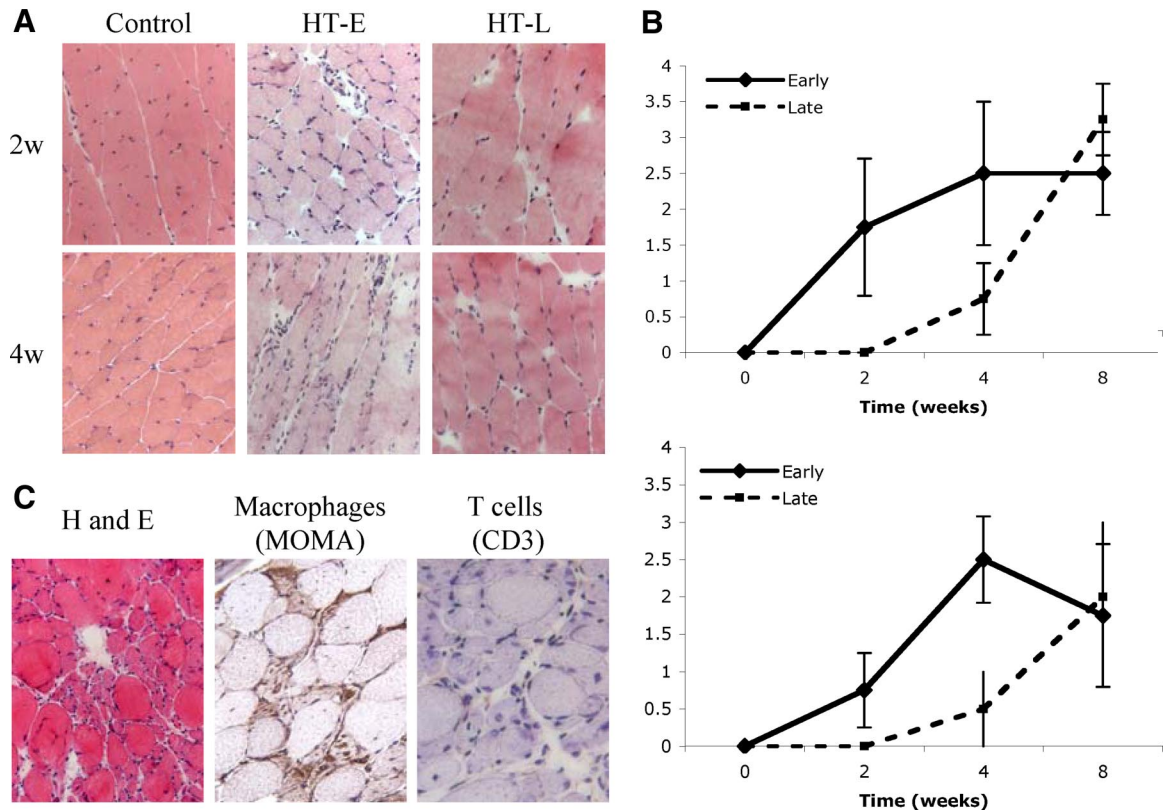 A
Control
HT-E
HT-L
2w
4w
B
4
3.5
3
2.5
2
1.5
1
0.5
0
Early
Late
0 2 4 8
Time (weeks)
4
3.5
3
2.5
2
1.5
1
0.5
0
Early
Late
0 2 4 8
Time (weeks)
C
H and E
Macrophages
(MOMA)
T cells
(CD3)